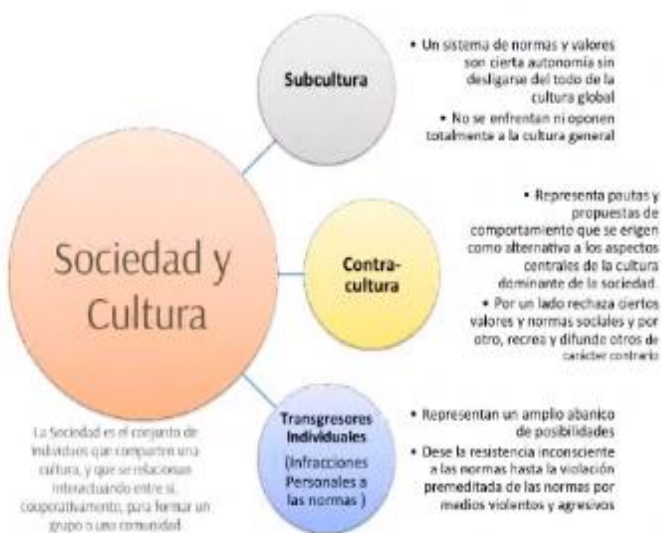 Subcultura
• Un sistema de normas y valores
son cierta autonomía sin
desligarse del todo de la
cultura global
• No se enfrentan ni oponen
totalmente a la cultura general
Sociedad y
Cultura
Contra-
cultura
• Representa pautas y
propuestas de
comportamiento que se erigen
como alternativa a los aspectos
centrales de la cultura
dominante de la sociedad.
• Por un lado rechaza ciertos
valores y normas sociales y por
otro, recrea y difunde otros de
carácter contrario
Transgresores
Individuales
(Infracciones
Personales a
las normas )
• Representan un amplio abanico
de posibilidades
• Dese la resistencia inconsciente
a las normas hasta la violación
premeditada de las normas por
medios violentos y agresivos
La Sociedad es el conjunto de
individuos que comparten una
cultura, y que se relacionan
interactuando entre sí,
cooperativamente, para formar un
grupo o una comunidad